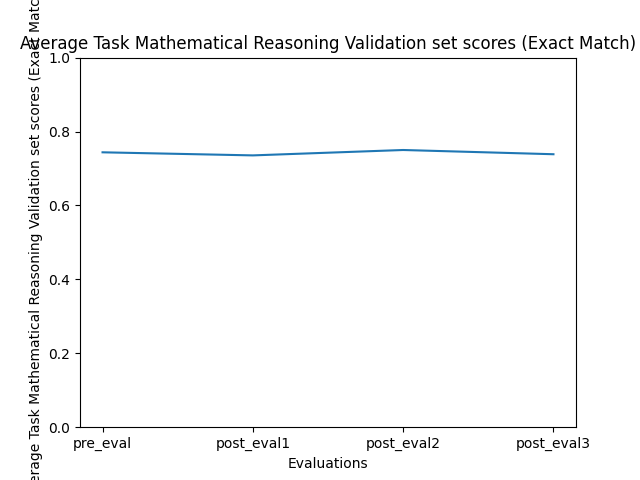 Average Task Mathematical Reasoning Validation set scores (Exact Match)
erage Task Mathematical Reasoning Validation set scores (Exact Matc
1.0
0.8
0.6
0.4
0.2
0.0
pre_eval post_eval1 post_eval2 post_eval3
Evaluations